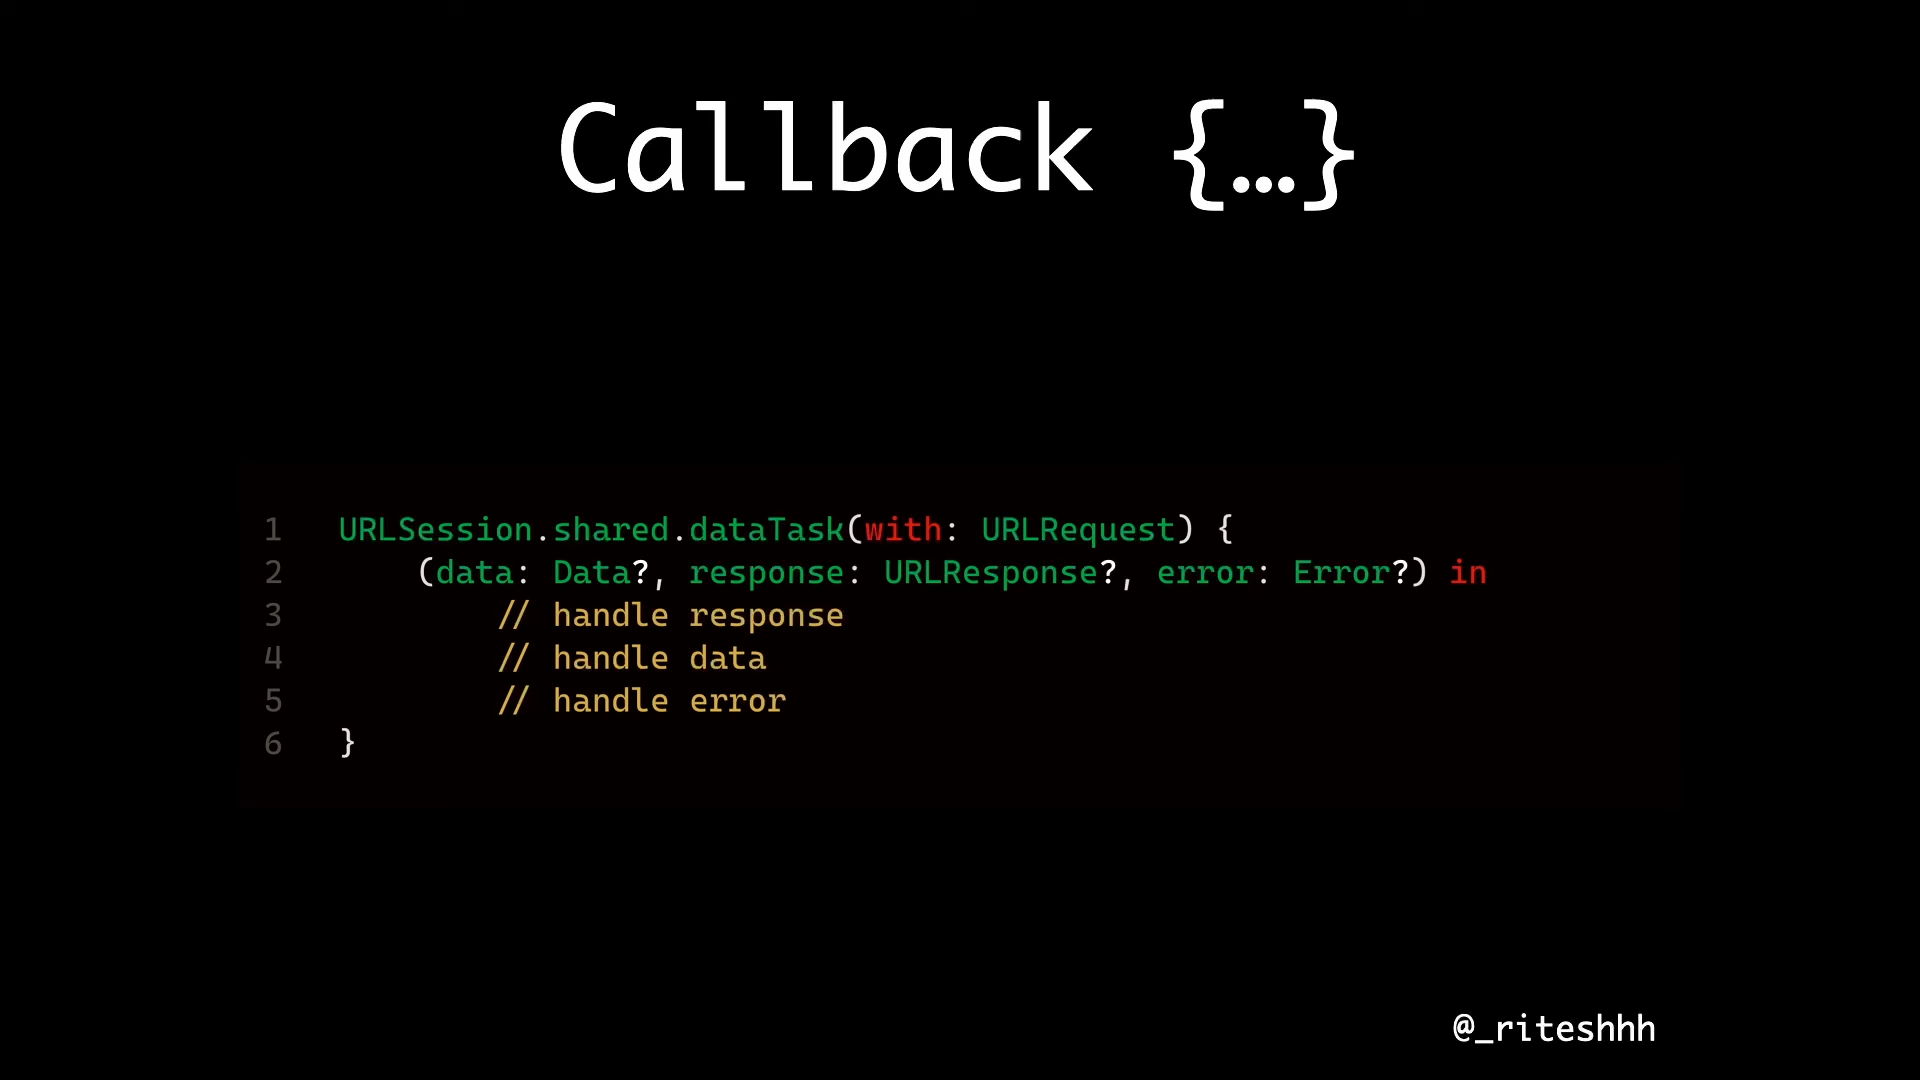 Callback {…}
1 URLSession.shared.dataTask(with: URLRequest) {
2 (data: Data?, response: URLResponse?, error: Error?) in
3 // handle response
4 // handle data
5 // handle error
6 }
@_riteshhh